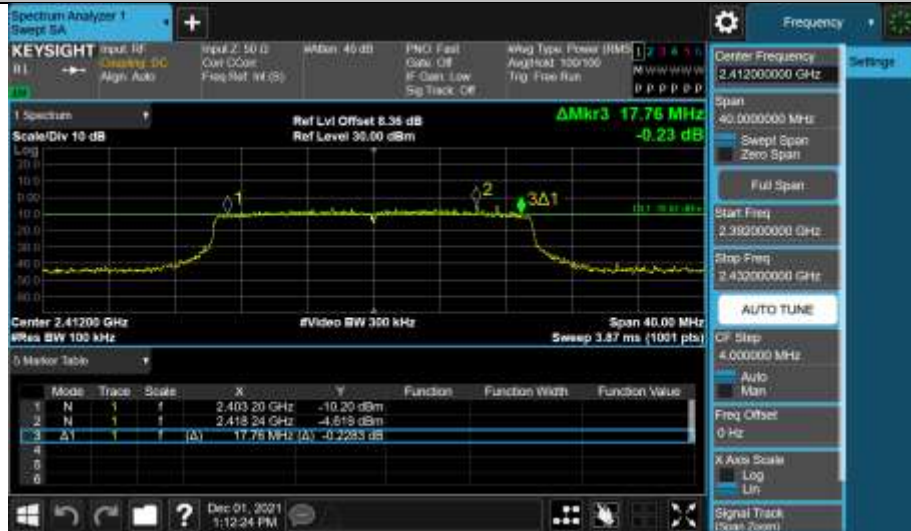 Spectrum Analyzer 1
Swept SA
+
Frequency
KEYSIGHT
Input: RF
Coupling: DC
Align: Auto
Input Z: 50 Ω
Corr CCorr
Freq Ref: Int (S)
#Atten: 46 dB
PNO: Fast
Gate: Off
IF Gain: Low
Sig Track: Off
#Avg Type: Power (RMS)
Avg|Hold: 100/100
Trig: Free Run
1 2 3 4 5 6
M W W W W W
P P P P P P
Center Frequency
2.412000000 GHz
Settings
1 Spectrum
Scale/Div 10 dB
Ref Lvl Offset 8.36 dB
Ref Level 30.00 dBm
ΔMkr3 17.76 MHz
-0.23 dB
Span
40.0000000 MHz
Swept Span
Zero Span
Full Span
Start Freq
2.392000000 GHz
Stop Freq
2.432000000 GHz
AUTO TUNE
Log
20.0
10.0
0.00
1
2
3Δ1
Center 2.41200 GHz
#Res BW 100 kHz
#Video BW 300 kHz
Span 40.00 MHz
Sweep 3.87 ms (1001 pts)
CF Step
4.000000 MHz
Auto
Man
Freq Offset
0 Hz
X Axis Scale
Log
Lin
Signal Track
(Span Zoom)
5 Marker Table
Mode Trace Scale X Y Function Function Width Function Value
1 N 1 f 2.403 20 GHz -10.20 dBm
2 N 1 f 2.418 24 GHz -4.619 dBm
3 Δ1 1 f (Δ) 17.76 MHz (Δ) -0.2283 dB
4
5
6
?
Dec 01, 2021
1:12:24 PM